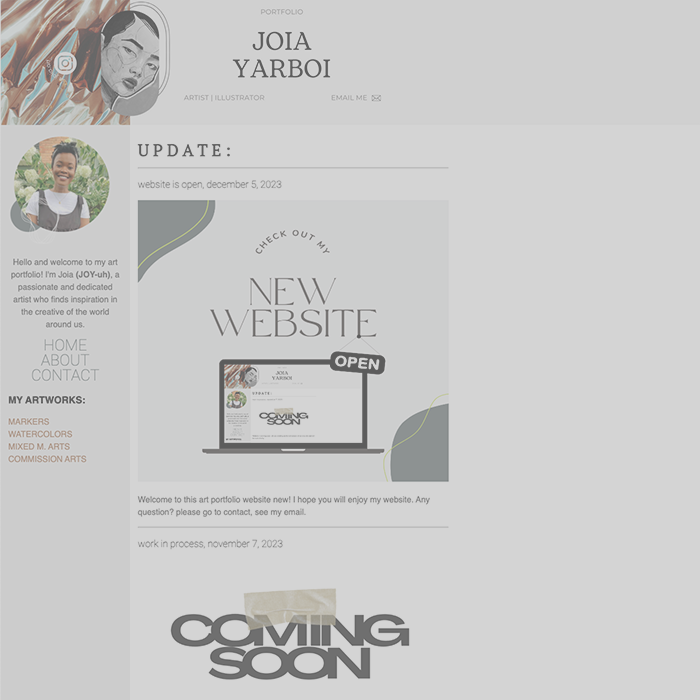 PORTFOLIO
JOIA
YARBOI
ARTIST | ILLUSTRATOR
EMAIL ME
Hello and welcome to my art
portfolio! I'm Joia (JOY-uh), a
passionate and dedicated
artist who finds inspiration in
the creative of the world
around us.
HOME
ABOUT
CONTACT
MY ARTWORKS:
MARKERS
WATERCOLORS
MIXED M. ARTS
COMMISSION ARTS
UPDATE:
website is open, december 5, 2023
CHECK OUT MY
NEW
WEBSITE
OPEN
JOIA
YARBOI
UPDATE:
COMING
SOON
Welcome to this art portfolio website new! I hope you will enjoy my website. Any
question? please go to contact, see my email.
work in process, november 7, 2023
COMING
SOON